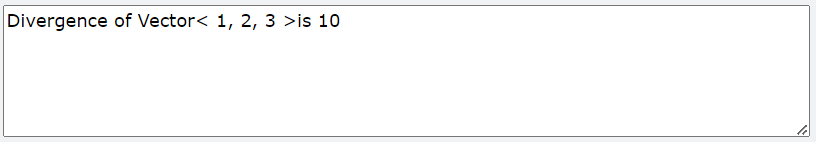 Divergence of Vector< 1, 2, 3 >is 10